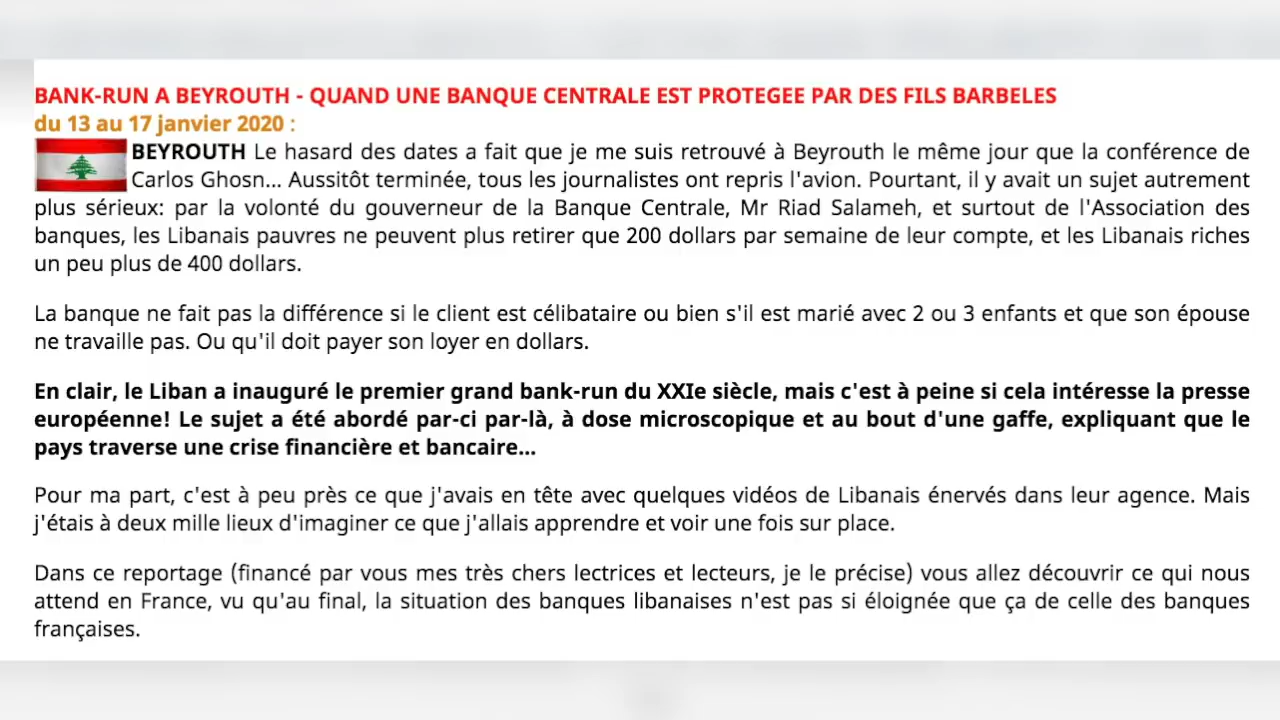 BANK-RUN A BEYROUTH - QUAND UNE BANQUE CENTRALE EST PROTEGEE PAR DES FILS BARBELES
du 13 au 17 janvier 2020 :
BEYROUTH Le hasard des dates a fait que je me suis retrouvé à Beyrouth le même jour que la conférence de
Carlos Ghosn... Aussitôt terminée, tous les journalistes ont repris l'avion. Pourtant, il y avait un sujet autrement
plus sérieux: par la volonté du gouverneur de la Banque Centrale, Mr Riad Salameh, et surtout de l'Association des
banques, les Libanais pauvres ne peuvent plus retirer que 200 dollars par semaine de leur compte, et les Libanais riches
un peu plus de 400 dollars.
La banque ne fait pas la différence si le client est célibataire ou bien s'il est marié avec 2 ou 3 enfants et que son épouse
ne travaille pas. Ou qu'il doit payer son loyer en dollars.
En clair, le Liban a inauguré le premier grand bank-run du XXIe siècle, mais c'est à peine si cela intéresse la presse
européenne! Le sujet a été abordé par-ci par-là, à dose microscopique et au bout d'une gaffe, expliquant que le
pays traverse une crise financière et bancaire...
Pour ma part, c'est à peu près ce que j'avais en tête avec quelques vidéos de Libanais énervés dans leur agence. Mais
j'étais à deux mille lieux d'imaginer ce que j'allais apprendre et voir une fois sur place.
Dans ce reportage (financé par vous mes très chers lectrices et lecteurs, je le précise) vous allez découvrir ce qui nous
attend en France, vu qu'au final, la situation des banques libanaises n'est pas si éloignée que ça de celle des banques
françaises.